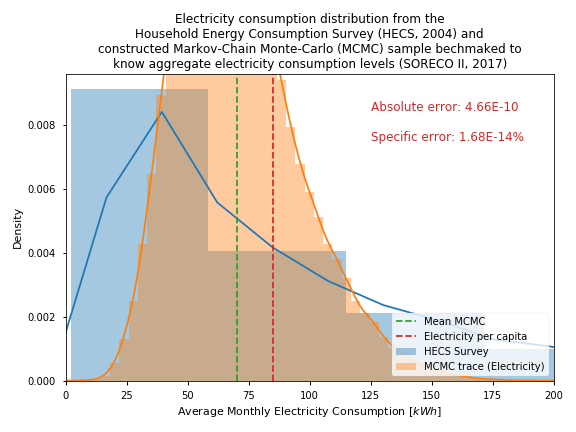 Electricity consumption distribution from the
Household Energy Consumption Survey (HECS, 2004) and
constructed Markov-Chain Monte-Carlo (MCMC) sample bechmaked to
know aggregate electricity consumption levels (SORECO II, 2017)
Absolute error: 4.66E-10
Specific error: 1.68E-14%
Density
0.008
0.006
0.004
0.002
0.000
Mean MCMC
Electricity per capita
HECS Survey
MCMC trace (Electricity)
0 25 50 75 100 125 150 175 200
Average Monthly Electricity Consumption [kWh]